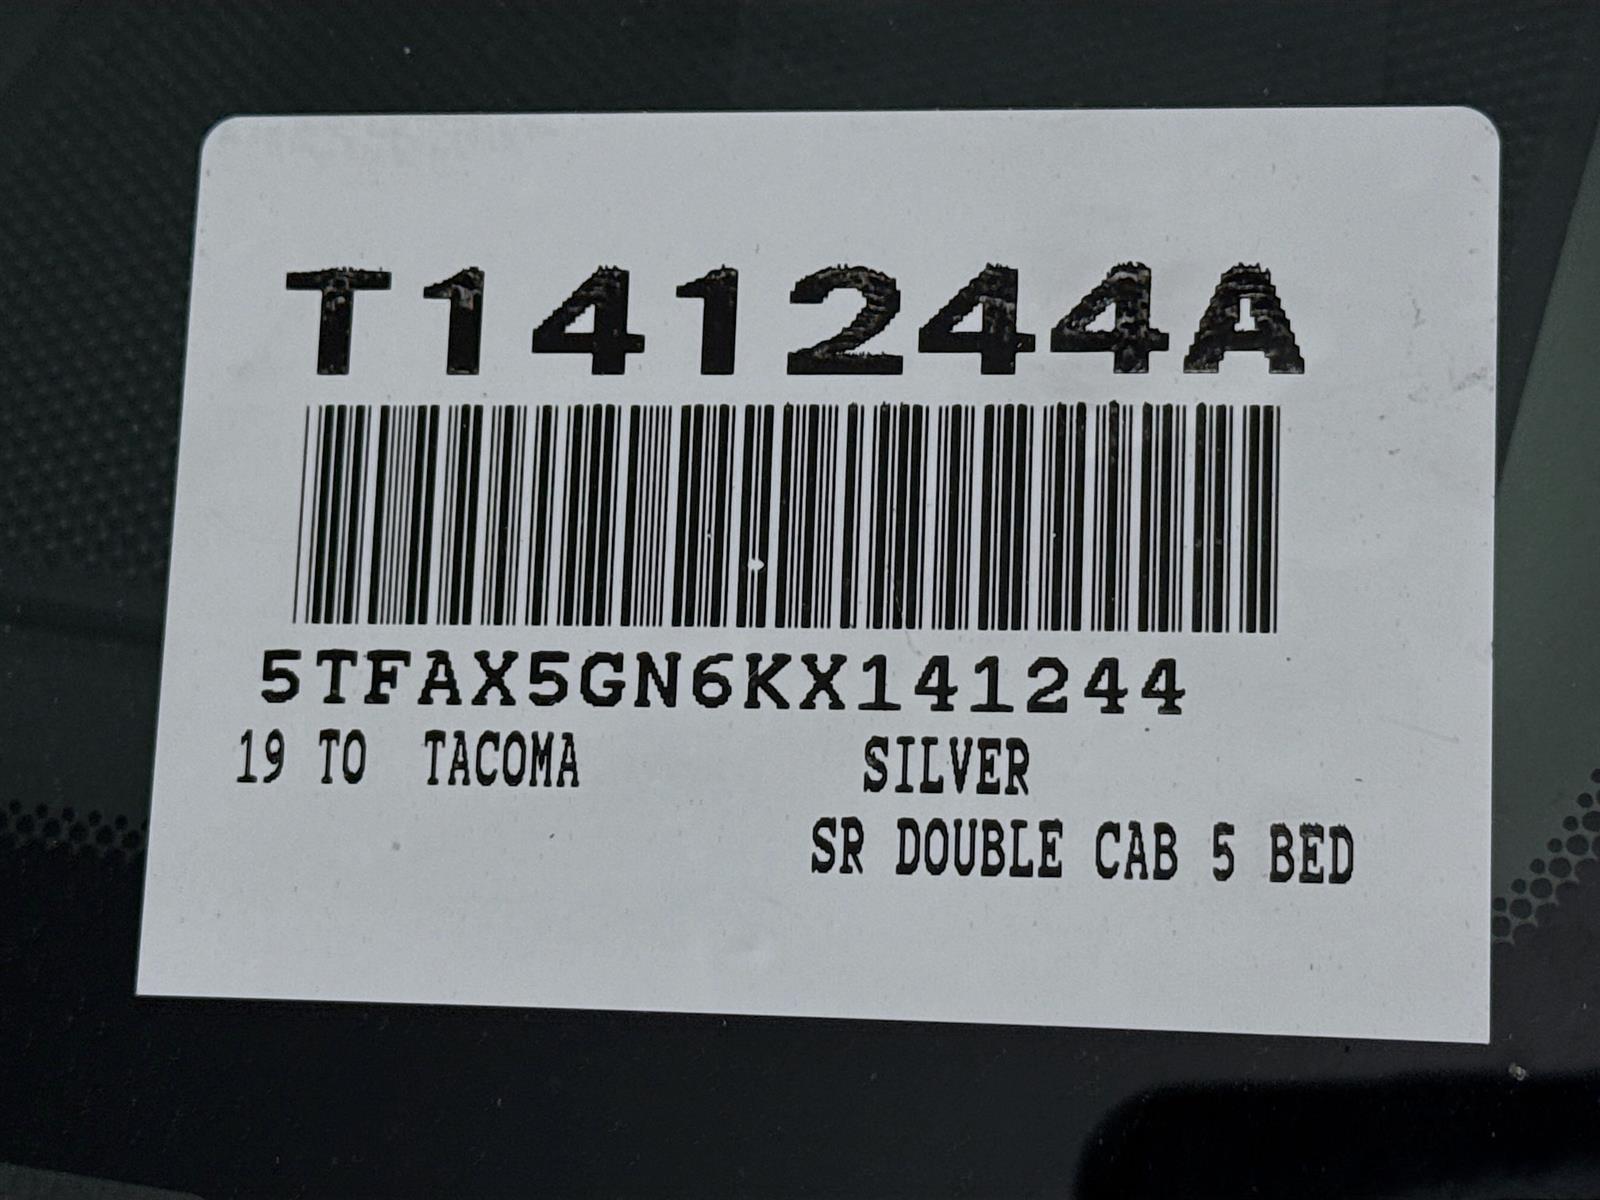 T141244A
5TFAX5GN6KX141244
19 TO TACOMA SILVER
SR DOUBLE CAB 5 BED